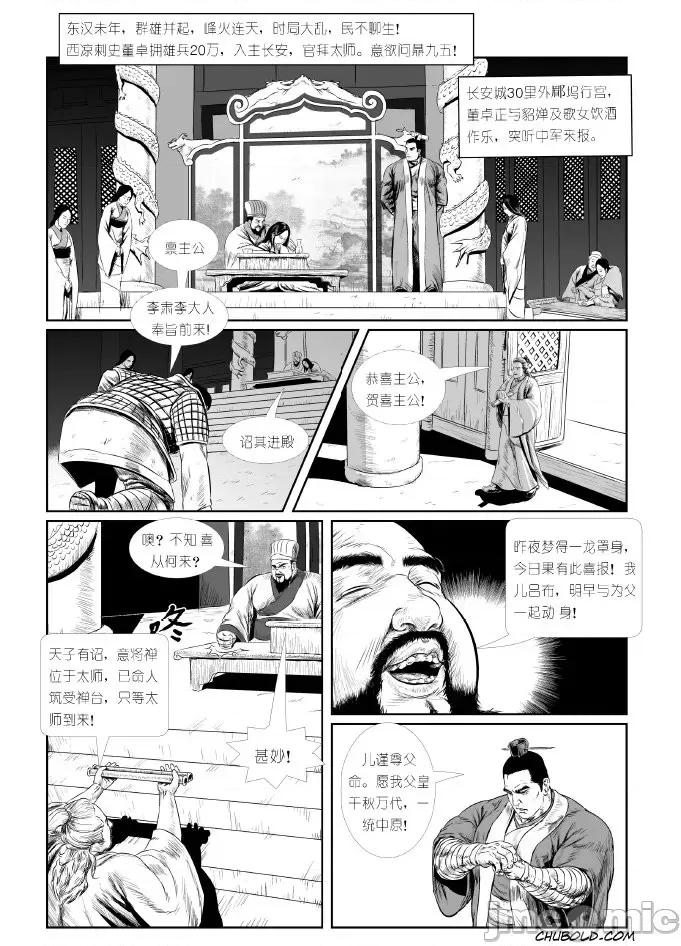 东汉未年，群雄并起，峰火连天，时局大乱，民不聊生！
西凉刺史董卓拥雄兵20万，入主长安，官拜太师。意欲问鼎九五！
长安城30里外郿坞行宫，
董卓正与貂婵及歌女饮酒
作乐，突听中军来报。
禀主公
李肃李大人
奉旨前来！
诏其进殿
恭喜主公，
贺喜主公！
噢？不知 喜
从何来？
咚
天子有诏，意将禅
位于太师，已命人
筑受禅台，只等太
师到来！
甚妙！
昨夜梦得一龙罩身，
今日果有此喜报！我
儿吕布，明早与为父
一起动 身！
儿谨尊父
命。愿我父皇
千秋万代，一
统中原！
jmcomic
CHUBOLD.COM